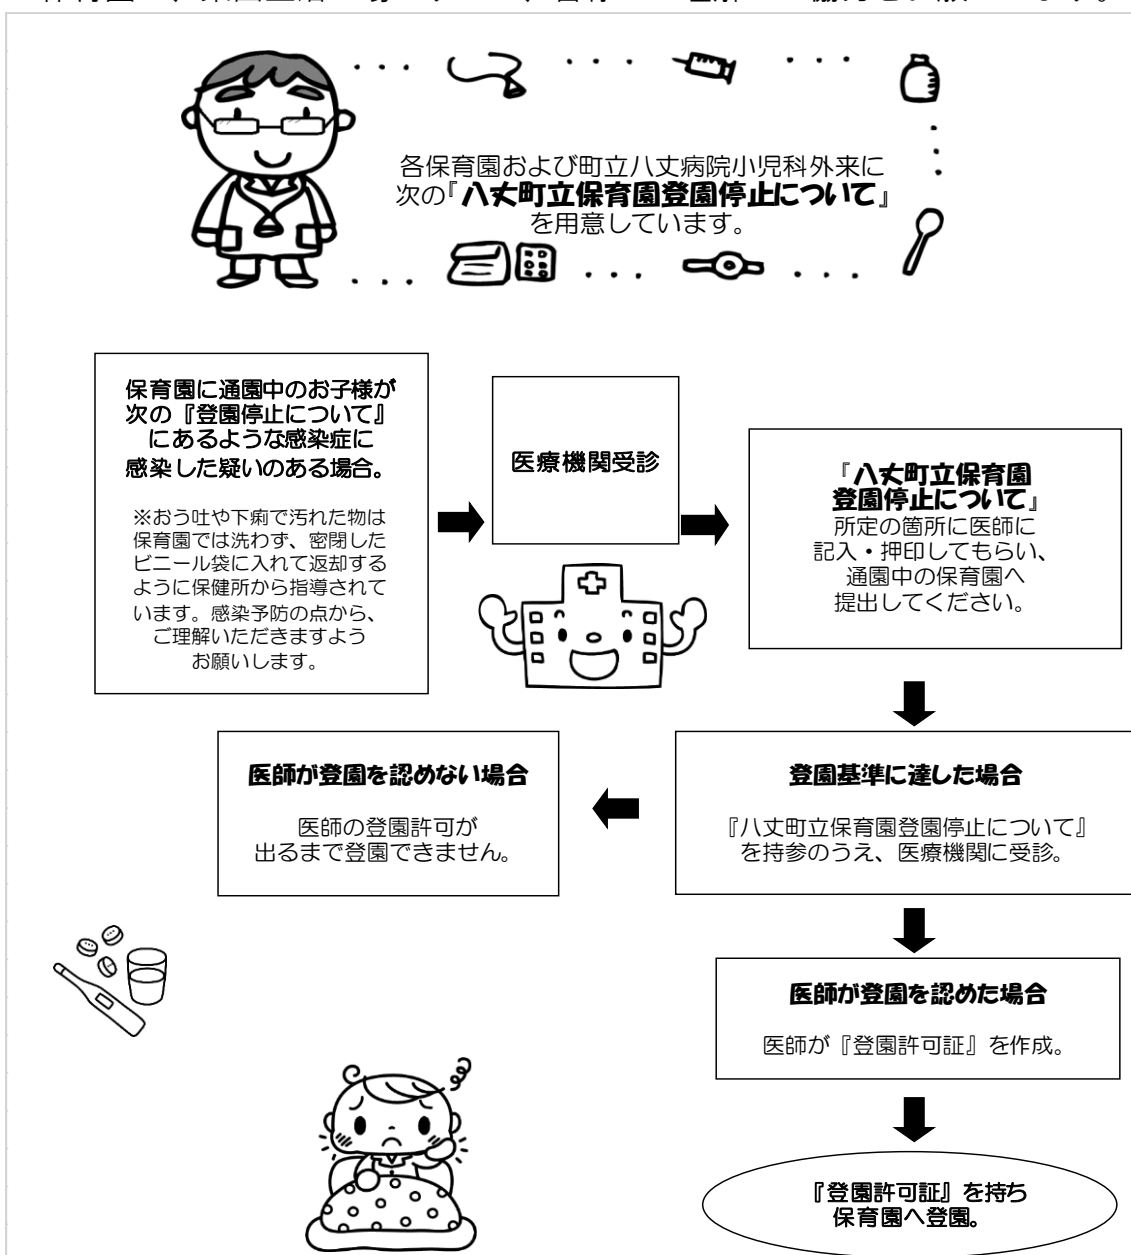 各保育園および町立八丈病院小児科外来に
次の『八丈町立保育園登園停止について』
を用意しています。
保育園に通園中のお子様が
次の『登園停止について』
にあるような感染症に
感染した疑いのある場合。
※おう吐や下痢で汚れた物は
保育園では洗わず、密閉した
ビニール袋に入れて返却する
ように保健所から指導されて
います。感染予防の点から、
ご理解いただきますよう
お願いします。
医療機関受診
『八丈町立保育園
登園停止について』
所定の箇所に医師に
記入・押印してもらい、
通園中の保育園へ
提出してください。
医師が登園を認めない場合
医師の登園許可が
出るまで登園できません。
登園基準に達した場合
『八丈町立保育園登園停止について』
を持参のうえ、医療機関に受診。
医師が登園を認めた場合
医師が『登園許可証』を作成。
『登園許可証』を持ち
保育園へ登園。